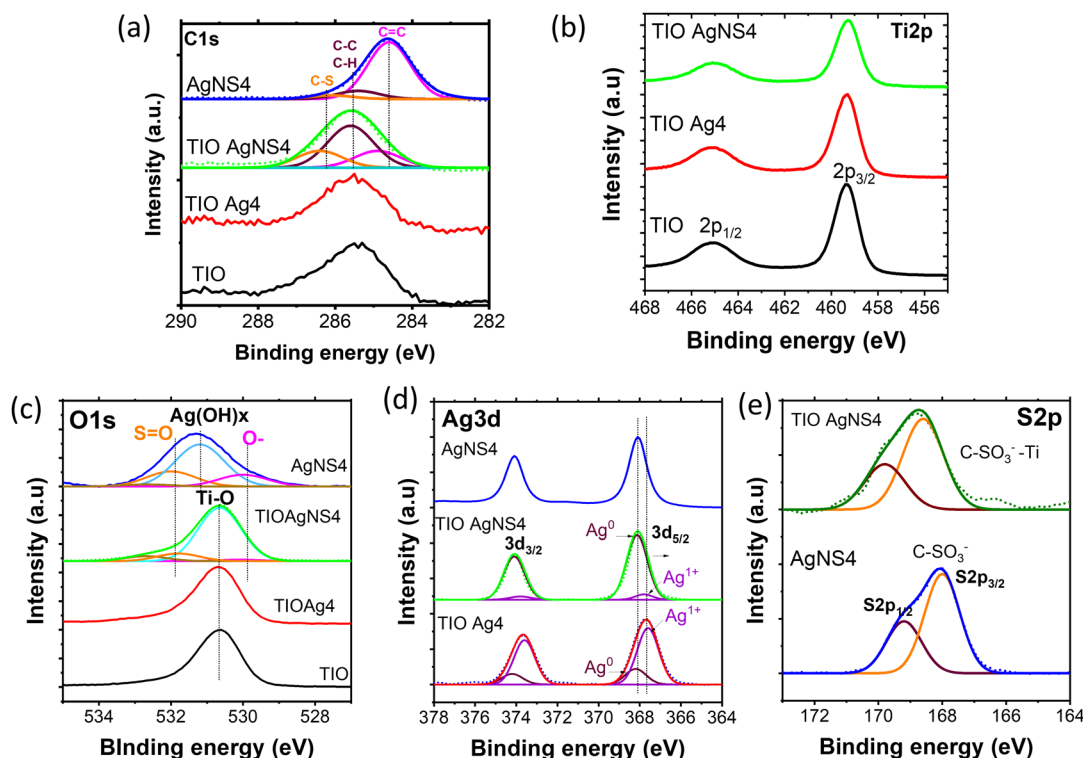 (a)
C1s
C=C
C-C
C-H
C-S
AgNS4
TIO AgNS4
TIO Ag4
TIO
Intensity (a.u.)
290 288 286 284 282
Binding energy (eV)
(b)
Ti2p
TIO AgNS4
TIO Ag4
TIO
2p1/2
2p3/2
Intensity (a.u)
468 466 464 462 460 458 456
Binding energy (eV)
(c)
O1s
Ag(OH)x
S=O
O-
AgNS4
Ti-O
TIOAgNS4
TIOAg4
TIO
Intensity (a.u)
534 532 530 528
BInding energy (eV)
(d)
Ag3d
AgNS4
TIO AgNS4
3d3/2
Ag0
3d5/2
Ag1+
TIO Ag4
Ag1+
Ag0
Intensity (a.u)
378 376 374 372 370 368 366 364
Binding energy (eV)
(e)
S2p
TIO AgNS4
C-SO3- -Ti
AgNS4
C-SO3-
S2p3/2
S2p1/2
Intensity (a.u)
172 170 168 166 164
Binding energy (eV)